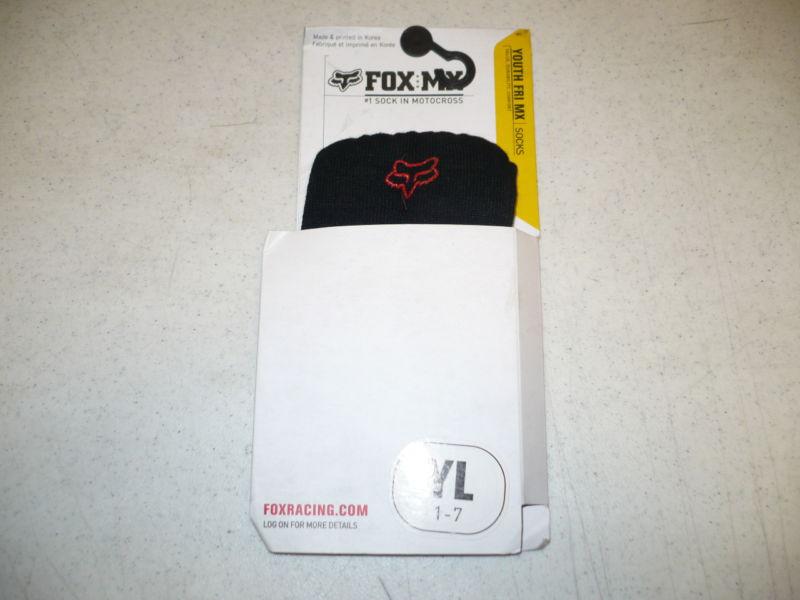 Made & printed in Korea
Fabriqué et imprimé en Korée
FOX:MX
#1 SOCK IN MOTOCROSS
YOUTH FRI MX | SOCKS
FOXRACING.COM
LOG ON FOR MORE DETAILS
YL
1-7